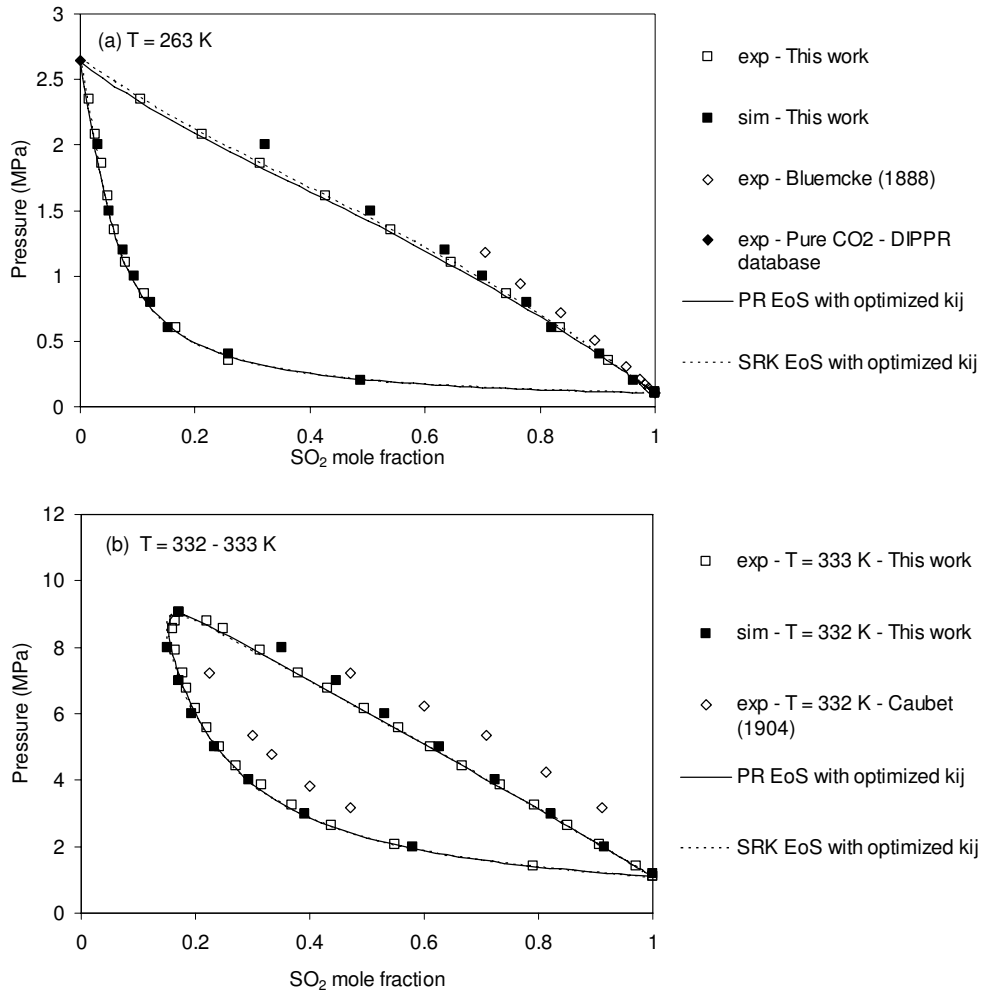 (a) T = 263 K
3
2.5
2
1.5
1
0.5
0
Pressure (MPa)
0 0.2 0.4 0.6 0.8 1
SO2 mole fraction
exp - This work
sim - This work
exp - Bluemcke (1888)
exp - Pure CO2 - DIPPR
database
PR EoS with optimized kij
SRK EoS with optimized kij
(b) T = 332 - 333 K
12
10
8
6
4
2
0
Pressure (MPa)
0 0.2 0.4 0.6 0.8 1
SO2 mole fraction
exp - T = 333 K - This work
sim - T = 332 K - This work
exp - T = 332 K - Caubet
(1904)
PR EoS with optimized kij
SRK EoS with optimized kij